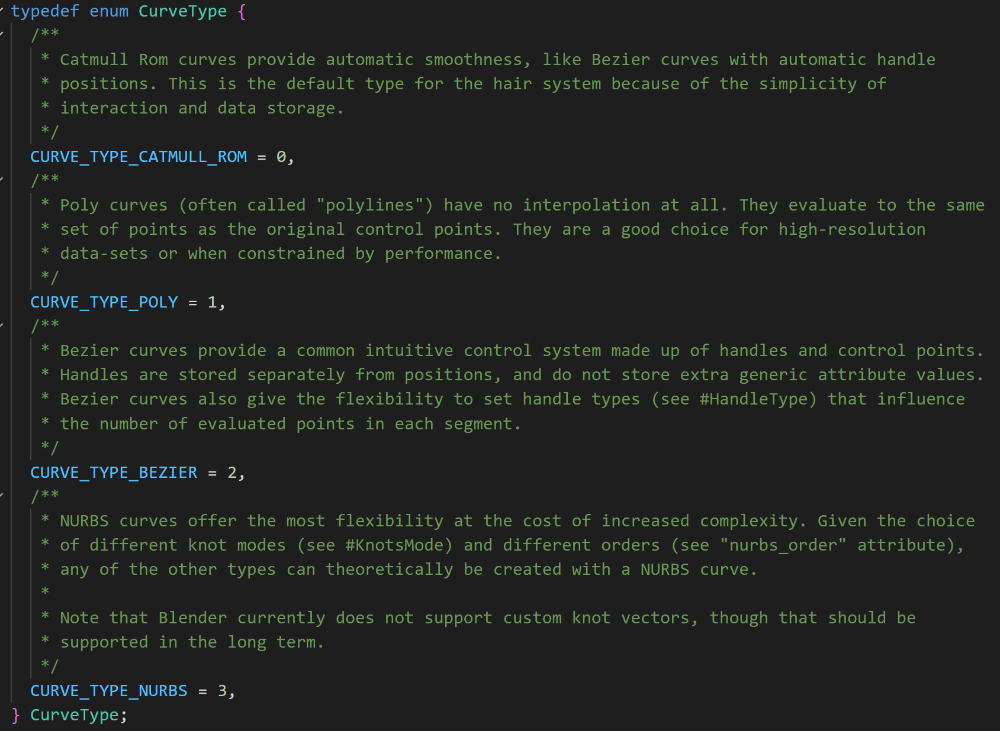 typedef enum CurveType {
/**
* Catmull Rom curves provide automatic smoothness, like Bezier curves with automatic handle
* positions. This is the default type for the hair system because of the simplicity of
* interaction and data storage.
*/
CURVE_TYPE_CATMULL_ROM = 0,
/**
* Poly curves (often called "polylines") have no interpolation at all. They evaluate to the same
* set of points as the original control points. They are a good choice for high-resolution
* data-sets or when constrained by performance.
*/
CURVE_TYPE_POLY = 1,
/**
* Bezier curves provide a common intuitive control system made up of handles and control points.
* Handles are stored separately from positions, and do not store extra generic attribute values.
* Bezier curves also give the flexibility to set handle types (see #HandleType) that influence
* the number of evaluated points in each segment.
*/
CURVE_TYPE_BEZIER = 2,
/**
* NURBS curves offer the most flexibility at the cost of increased complexity. Given the choice
* of different knot modes (see #KnotsMode) and different orders (see "nurbs_order" attribute),
* any of the other types can theoretically be created with a NURBS curve.
*
* Note that Blender currently does not support custom knot vectors, though that should be
* supported in the long term.
*/
CURVE_TYPE_NURBS = 3,
} CurveType;